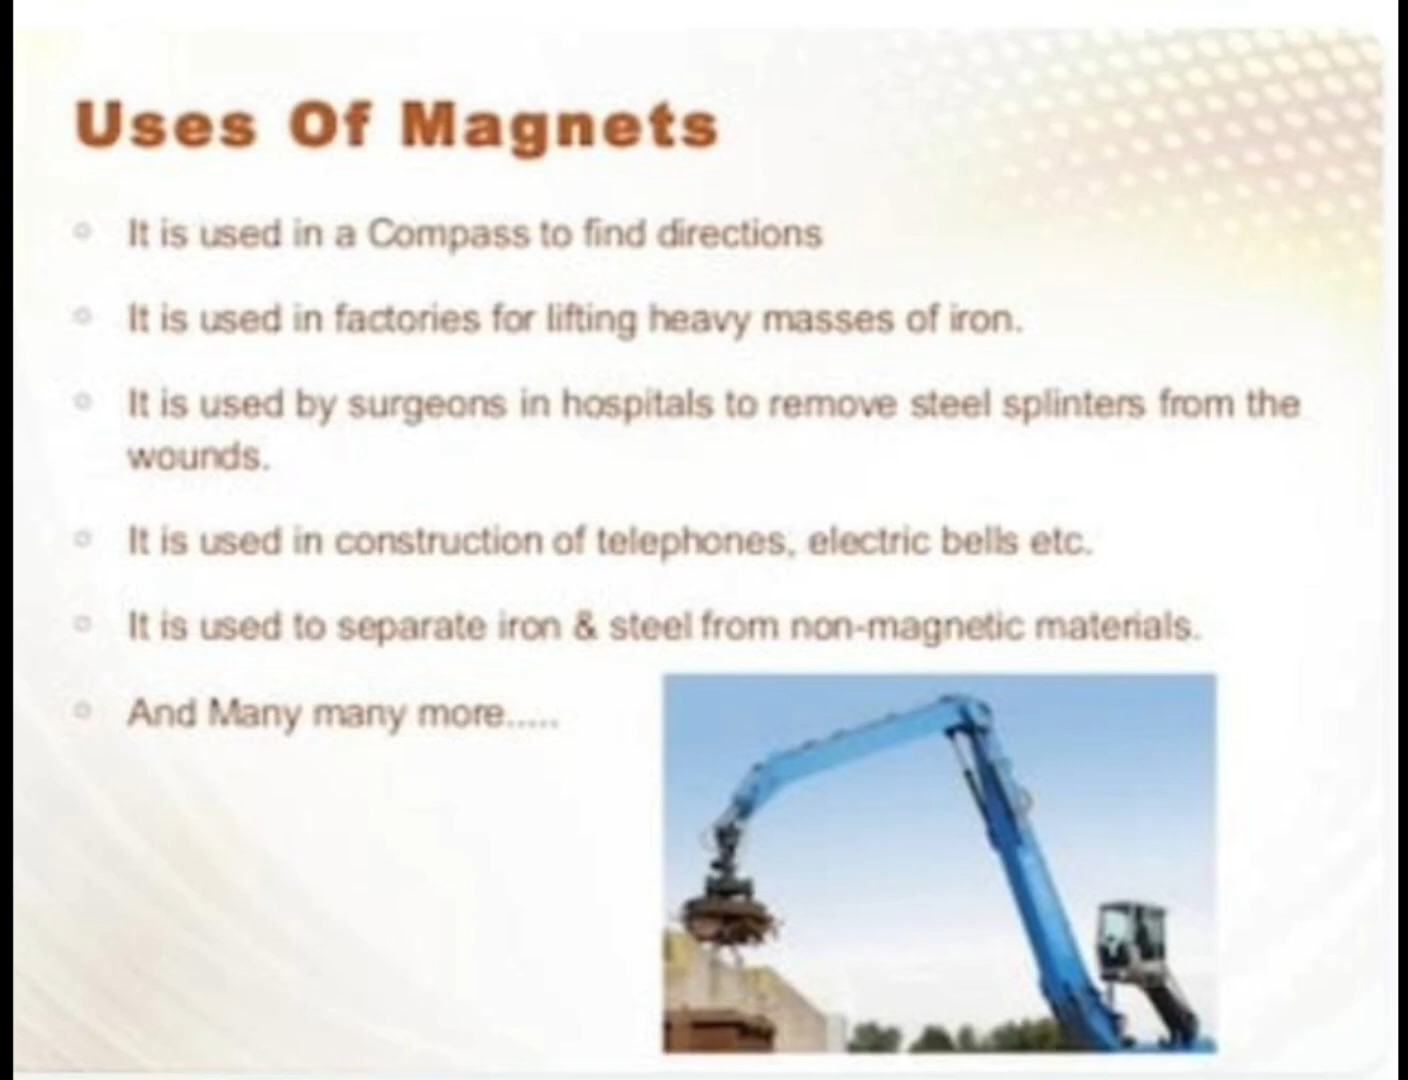 Uses Of Magnets
It is used in a Compass to find directions
It is used in factories for lifting heavy masses of iron.
It is used by surgeons in hospitals to remove steel splinters from the
wounds.
It is used in construction of telephones, electric bells etc.
It is used to separate iron & steel from non-magnetic materials.
And Many many more.....